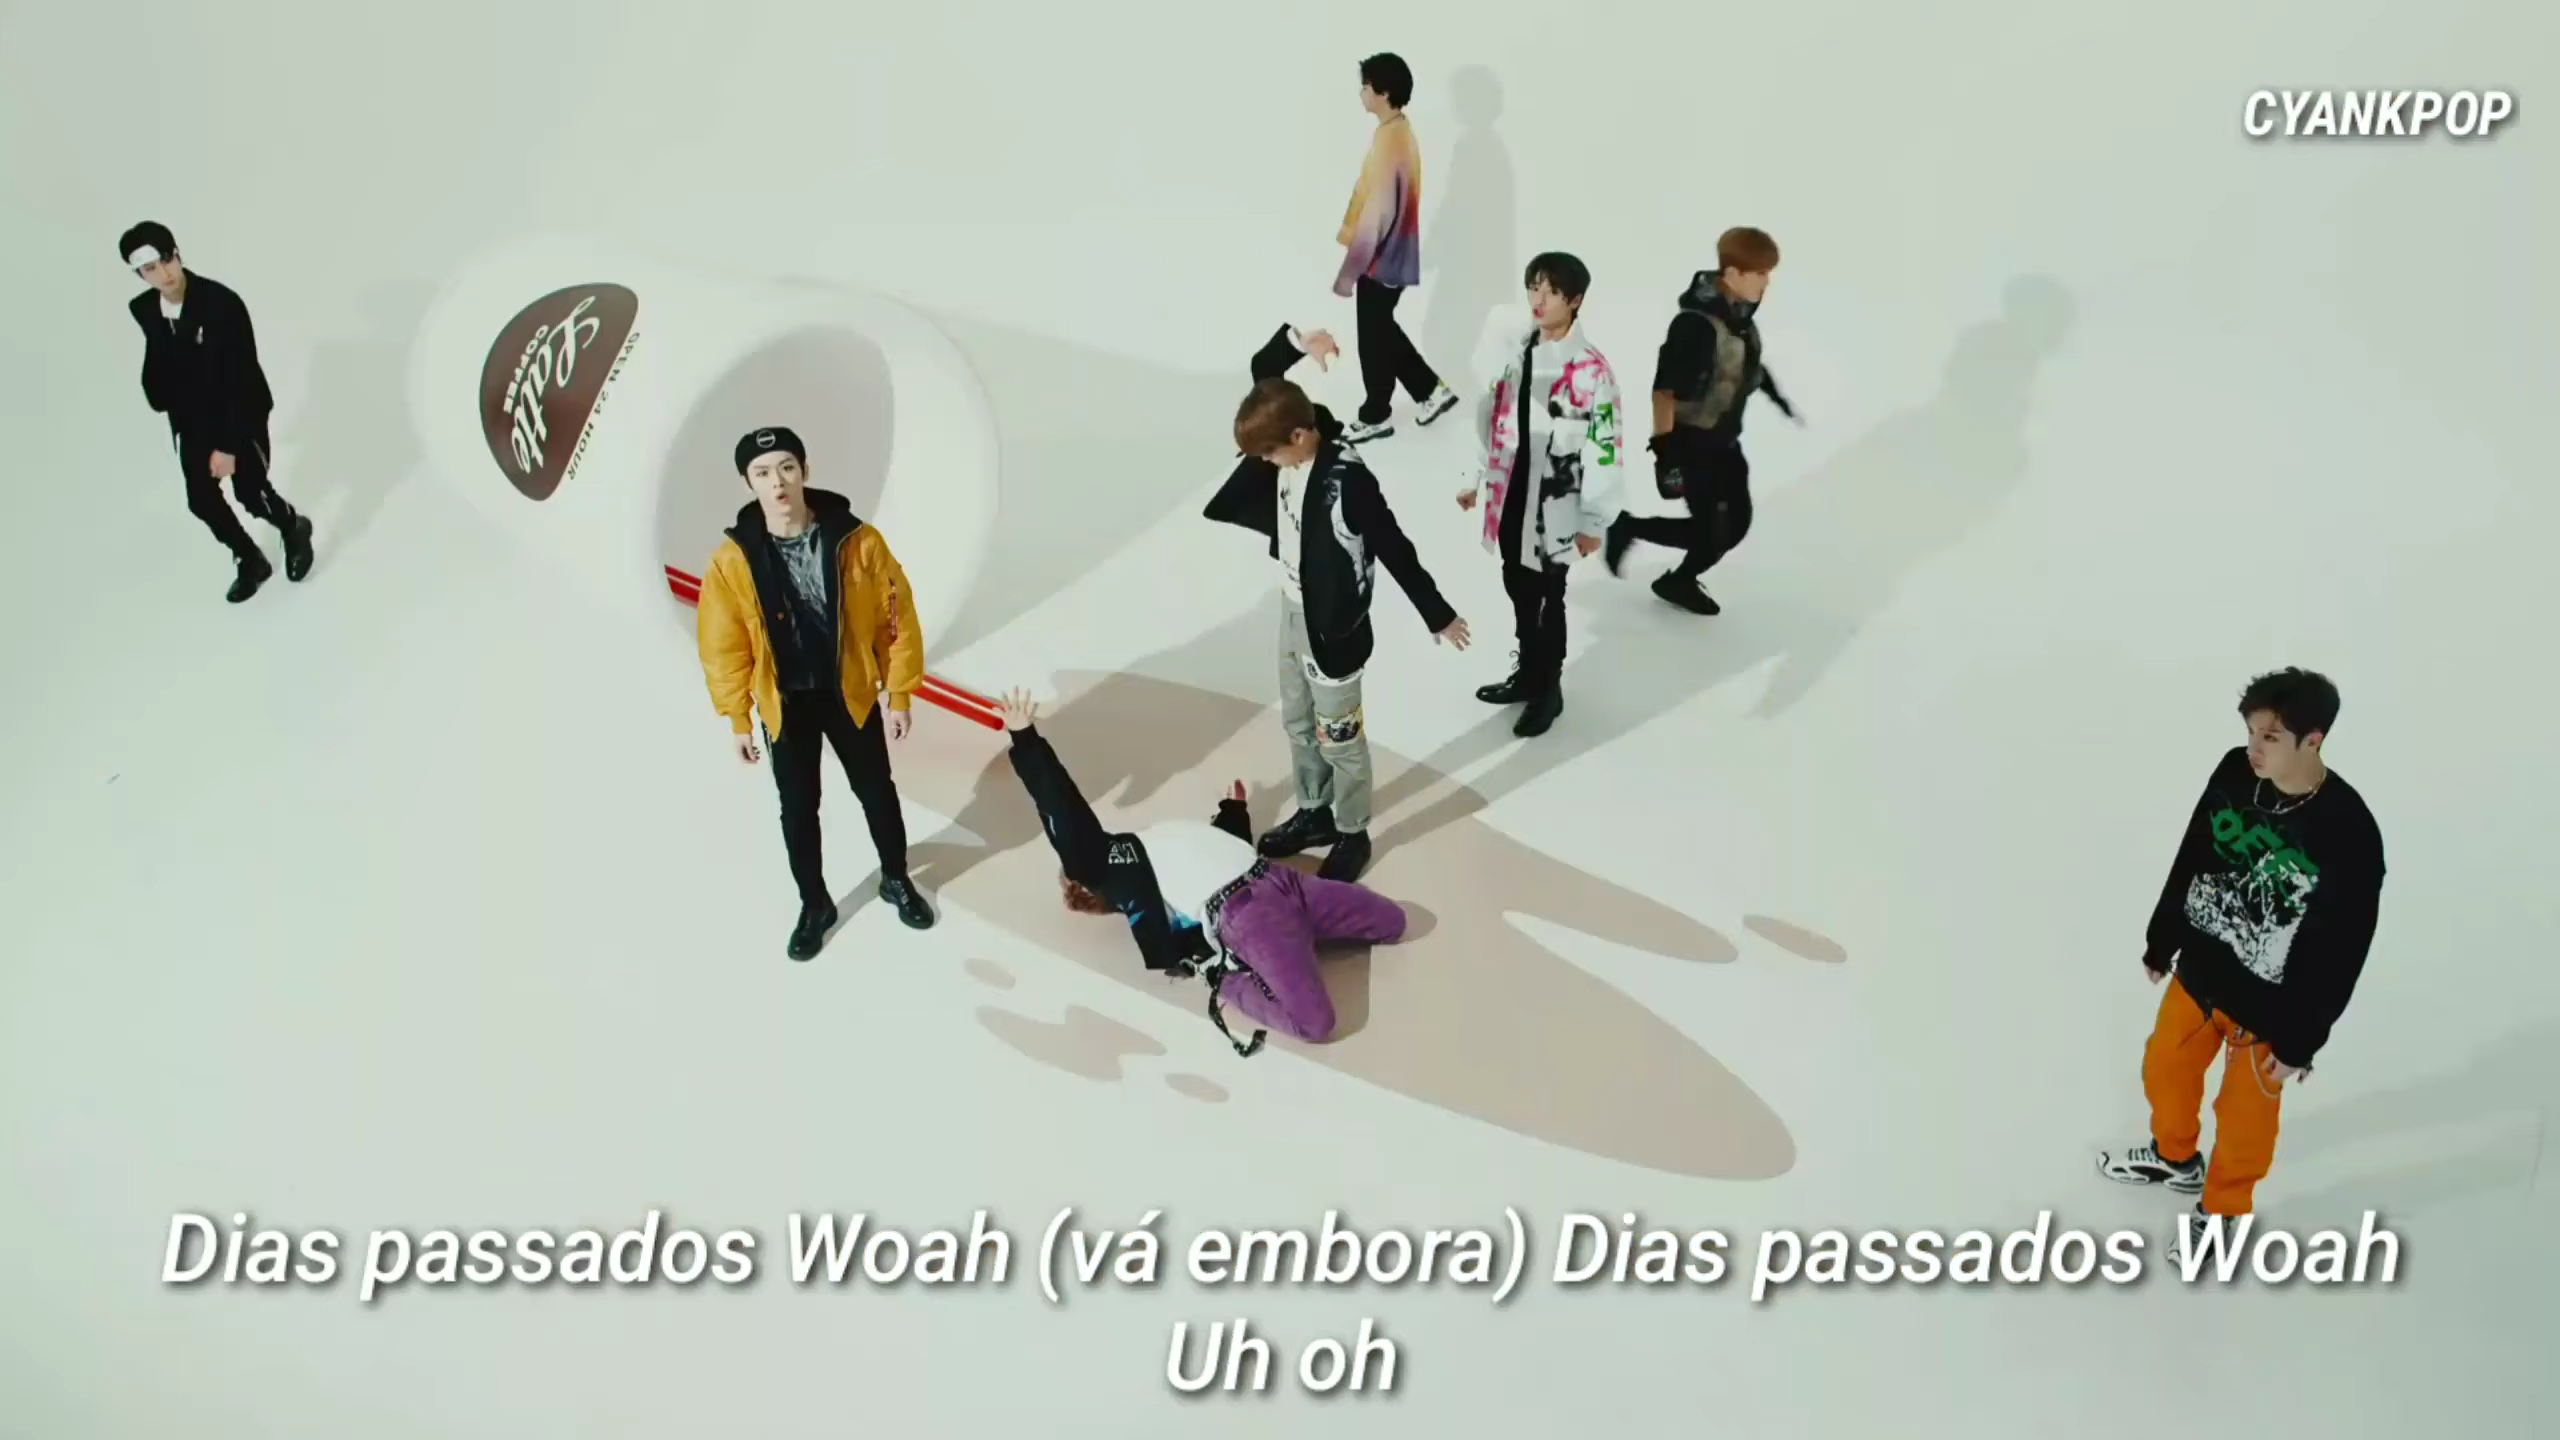 CYANKPOP
Latte
COFFEE
OPEN 24 HOUR
Dias passados Woah (vá embora) Dias passados Woah
Uh oh